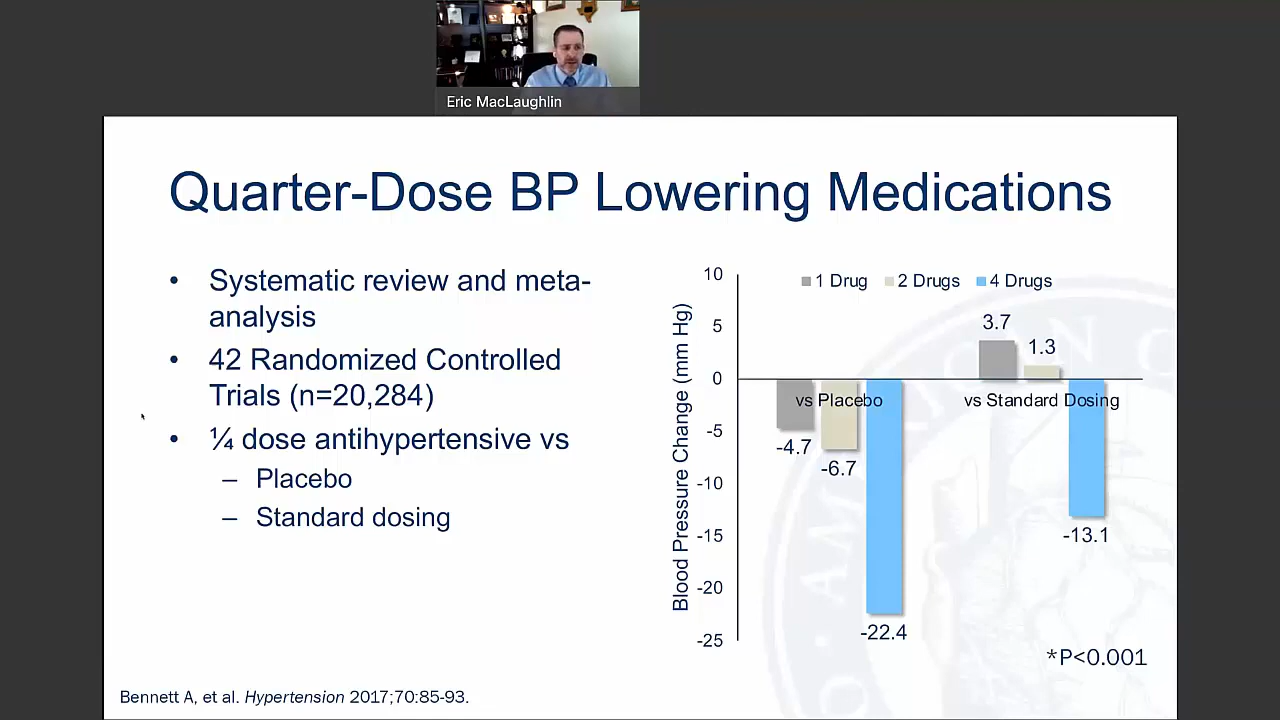 Eric MacLaughlin
Quarter-Dose BP Lowering Medications
• Systematic review and meta-
analysis
• 42 Randomized Controlled
Trials (n=20,284)
• ¼ dose antihypertensive vs
– Placebo
– Standard dosing
Blood Pressure Change (mm Hg)
10
5
0
-5
-10
-15
-20
-25
1 Drug 2 Drugs 4 Drugs
3.7
1.3
vs Placebo vs Standard Dosing
-4.7
-6.7
-13.1
-22.4
*P<0.001
Bennett A, et al. Hypertension 2017;70:85-93.